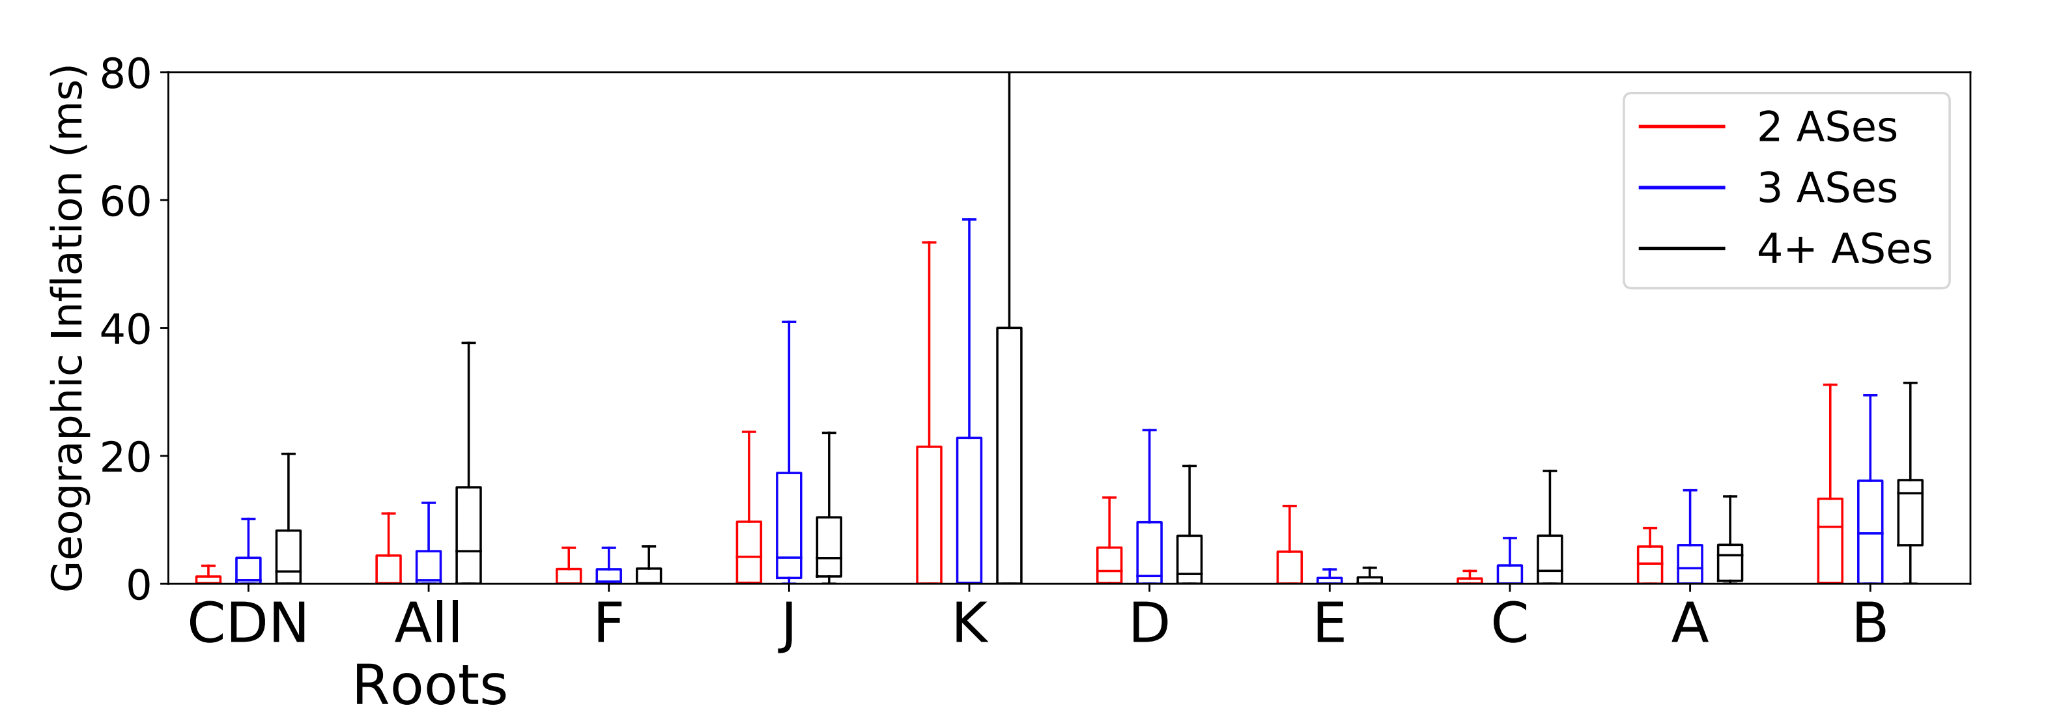 Geographic Inflation (ms)
80
60
40
20
0
2 ASes
3 ASes
4+ ASes
CDN All F J K D E C A B
Roots